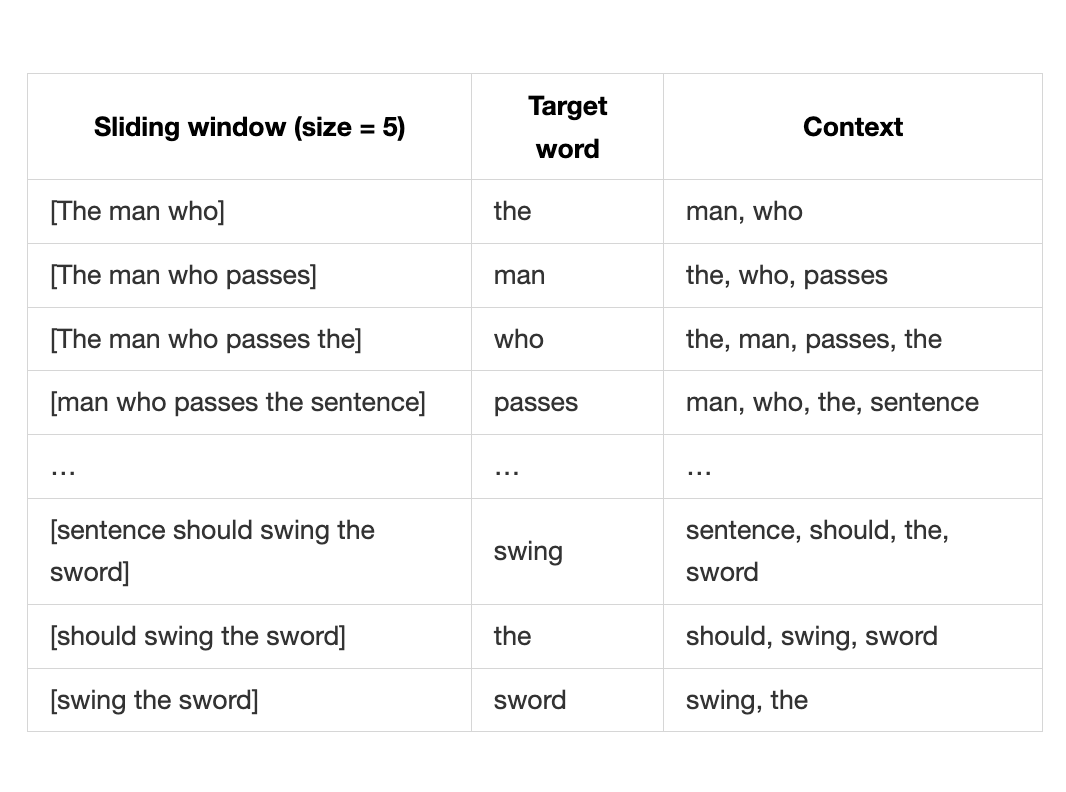 Sliding window (size = 5)
Target
word
Context
[The man who]
the
man, who
[The man who passes]
man
the, who, passes
[The man who passes the]
who
the, man, passes, the
[man who passes the sentence]
passes
man, who, the, sentence
…
…
…
[sentence should swing the
sword]
swing
sentence, should, the,
sword
[should swing the sword]
the
should, swing, sword
[swing the sword]
sword
swing, the